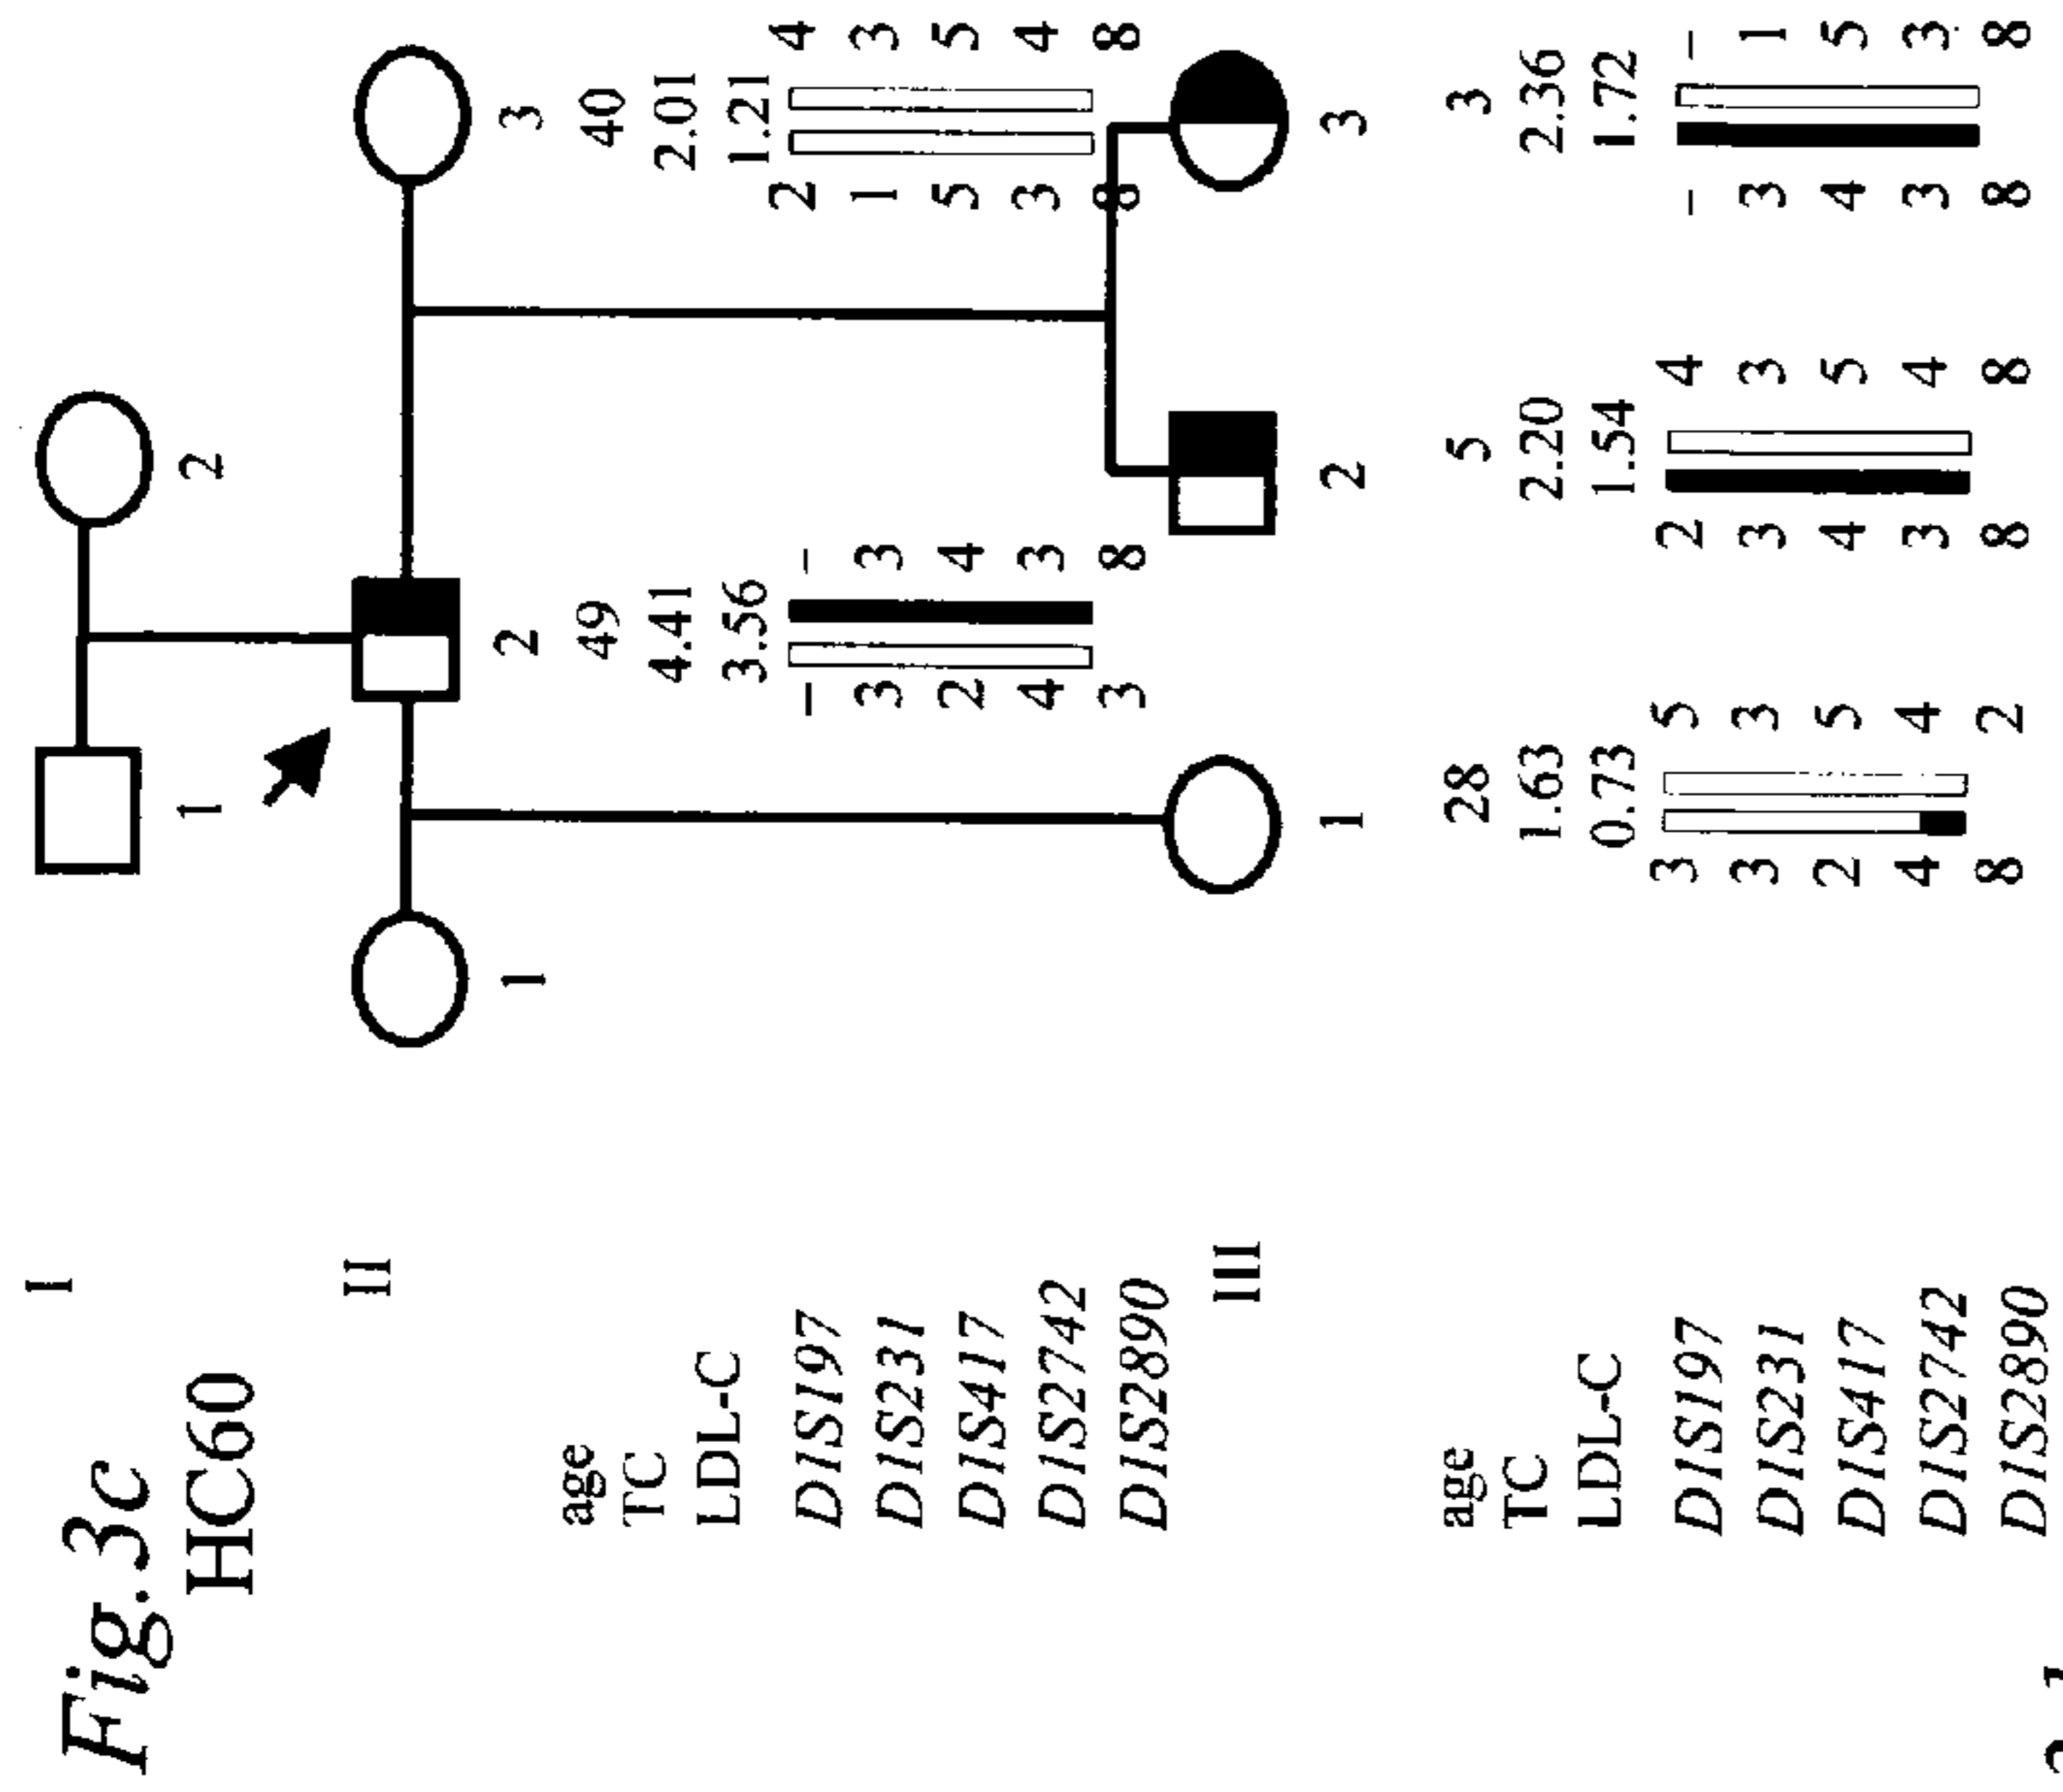 Fig.3c
HC60
I
1 2
II
1 2 3
age 49 40
TC 4.41 2.01
LDL-C 3.56 1.21
D1S197 – – 2 4
D1S231 3 3 1 3
D1S417 2 4 5 5
D1S2742 4 3 3 4
D1S2890 3 8 8 8
III
1 2 3
age 28 5 3
TC 1.63 2.20 2.36
LDL-C 0.73 1.54 1.72
D1S197 3 5 2 4 – –
D1S231 3 3 3 3 3 1
D1S417 2 5 4 5 4 5
D1S2742 4 4 3 4 3 3
D1S2890 8 2 8 8 8 8